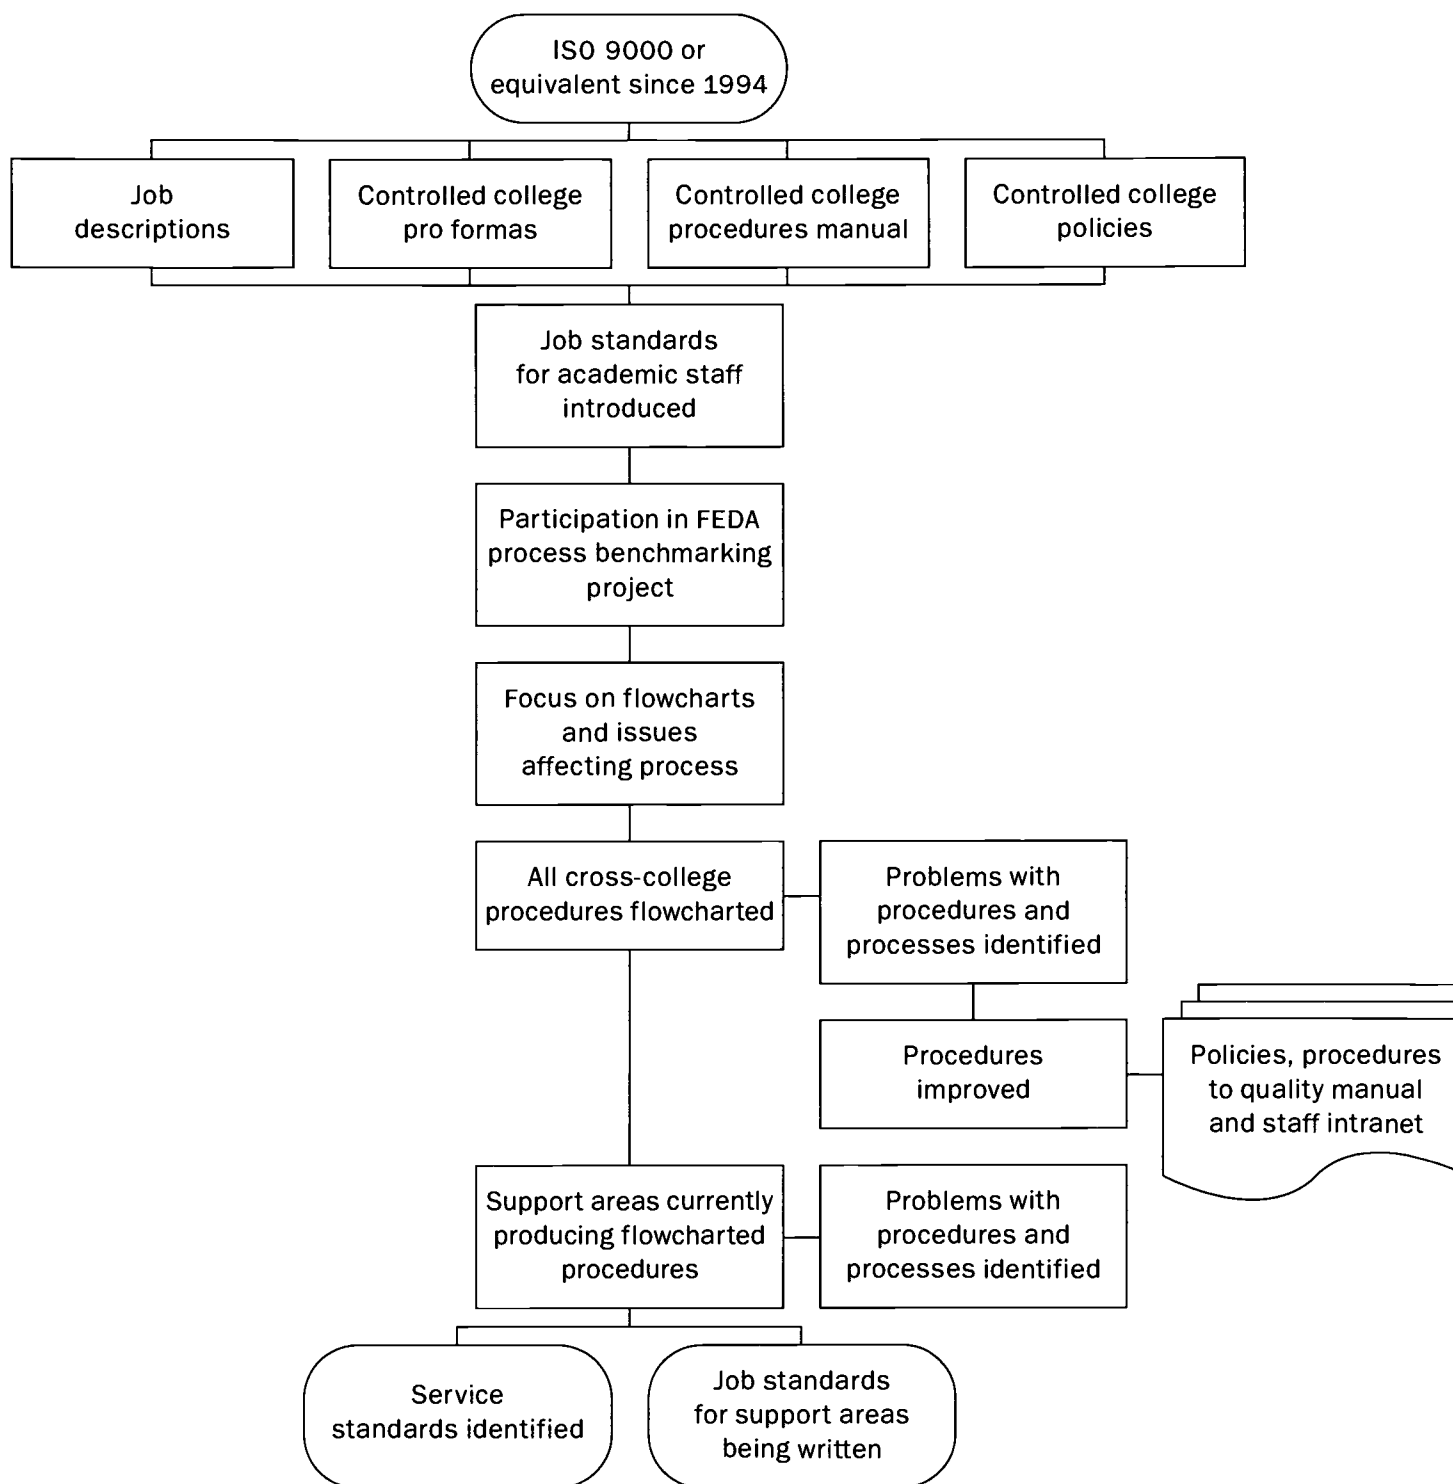 ISO 9000 or
equivalent since 1994
Job
descriptions
Controlled college
pro formas
Controlled college
procedures manual
Controlled college
policies
Job standards
for academic staff
introduced
Participation in FEDA
process benchmarking
project
Focus on flowcharts
and issues
affecting process
All cross-college
procedures flowcharted
Problems with
procedures and
processes identified
Procedures
improved
Policies, procedures
to quality manual
and staff intranet
Support areas currently
producing flowcharted
procedures
Problems with
procedures and
processes identified
Service
standards identified
Job standards
for support areas
being written